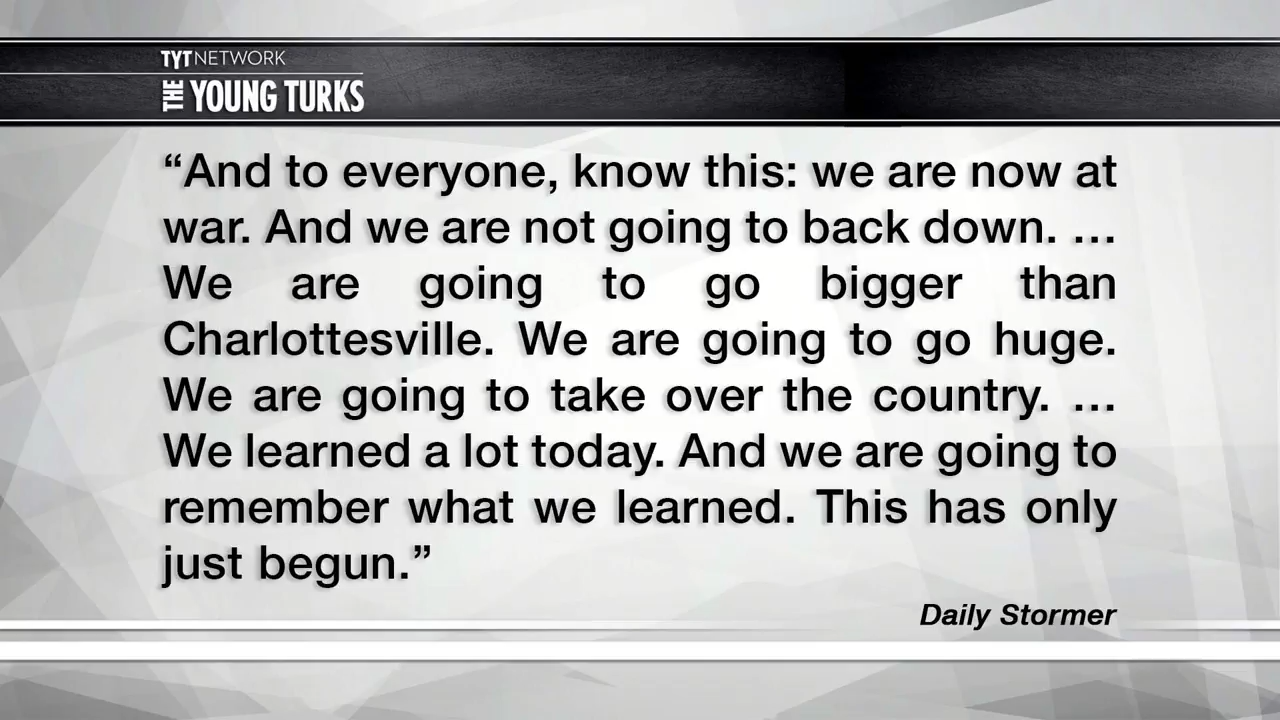 TYT NETWORK
THE YOUNG TURKS
“And to everyone, know this: we are now at
war. And we are not going to back down. ...
We are going to go bigger than
Charlottesville. We are going to go huge.
We are going to take over the country. ...
We learned a lot today. And we are going to
remember what we learned. This has only
just begun.”
Daily Stormer